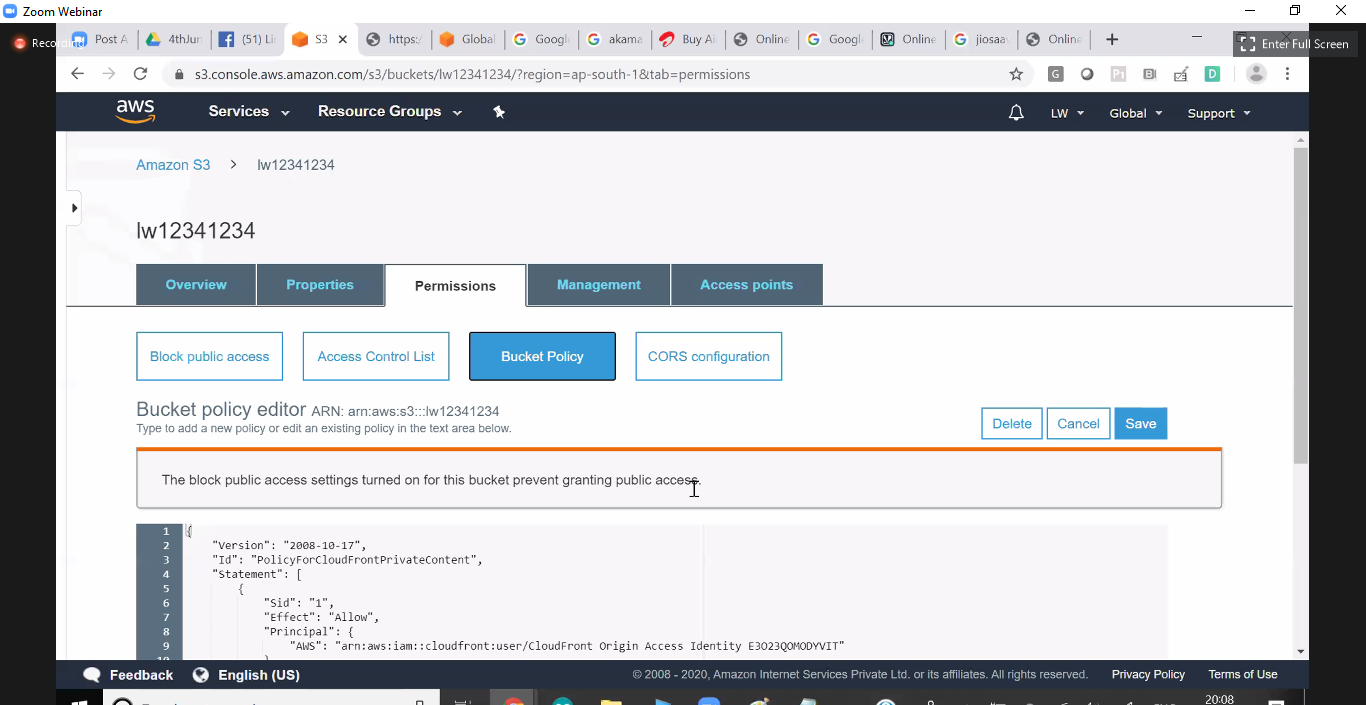 Zoom Webinar
Recording
Post A
4thJun
(51) Li
S3
https:/
Global
Googl
akama
Buy Ai
Online
Googl
Online
jiosaa
Online
Enter Full Screen
s3.console.aws.amazon.com/s3/buckets/lw12341234/?region=ap-south-1&tab=permissions
aws
Services
Resource Groups
LW
Global
Support
Amazon S3 > lw12341234
lw12341234
Overview
Properties
Permissions
Management
Access points
Block public access
Access Control List
Bucket Policy
CORS configuration
Bucket policy editor ARN: arn:aws:s3:::lw12341234
Type to add a new policy or edit an existing policy in the text area below.
Delete
Cancel
Save
The block public access settings turned on for this bucket prevent granting public access.
1 {
2 "Version": "2008-10-17",
3 "Id": "PolicyForCloudFrontPrivateContent",
4 "Statement": [
5 {
6 "Sid": "1",
7 "Effect": "Allow",
8 "Principal": {
9 "AWS": "arn:aws:iam::cloudfront:user/CloudFront Origin Access Identity E3O23QOMODYVIT"
10 }
Feedback
English (US)
© 2008 - 2020, Amazon Internet Services Private Ltd. or its affiliates. All rights reserved.
Privacy Policy
Terms of Use
20:08